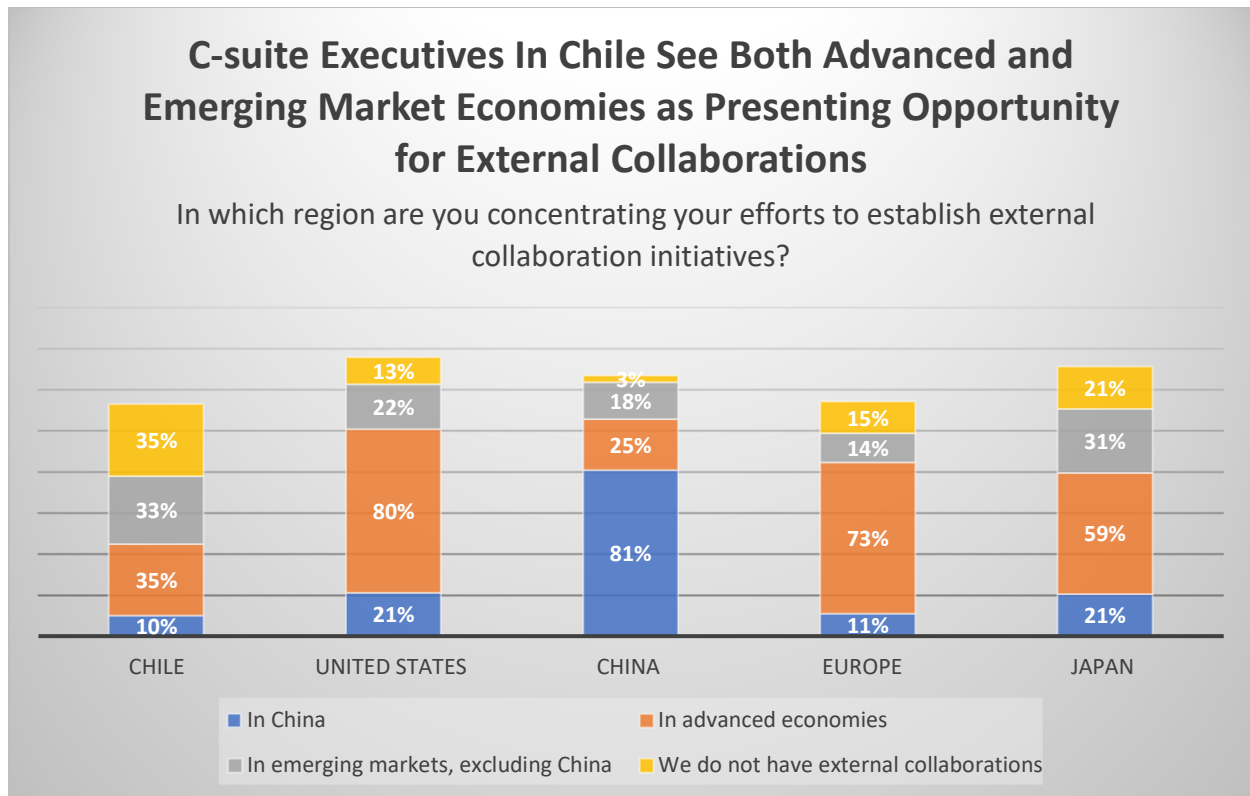 C-suite Executives In Chile See Both Advanced and
Emerging Market Economies as Presenting Opportunity
for External Collaborations
In which region are you concentrating your efforts to establish external
collaboration initiatives?
35%
33%
35%
10%
13%
22%
80%
21%
3%
18%
25%
81%
15%
14%
73%
11%
21%
31%
59%
21%
CHILE
UNITED STATES
CHINA
EUROPE
JAPAN
In China
In advanced economies
In emerging markets, excluding China
We do not have external collaborations